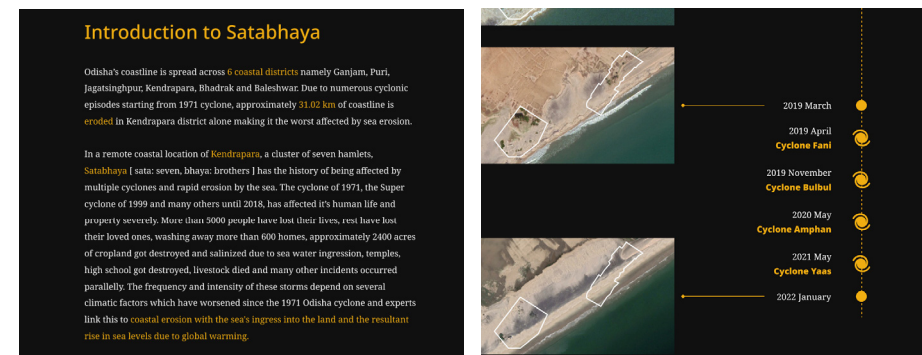 Introduction to Satabhaya
Odisha's coastline is spread across 6 coastal districts namely Ganjam, Puri,
Jagatsinghpur, Kendrapara, Bhadrak and Baleshwar. Due to numerous cyclonic
episodes starting from 1971 cyclone, approximately 31.02 km of coastline is
eroded in Kendrapara district alone making it the worst affected by sea erosion.
In a remote coastal location of Kendrapara, a cluster of seven hamlets,
Satabhaya [ sata: seven, bhaya: brothers ] has the history of being affected by
multiple cyclones and rapid erosion by the sea. The cyclone of 1971, the Super
cyclone of 1999 and many others until 2018, has affected it's human life and
property severely. More than 5000 people have lost their lives, rest have lost
their loved ones, washing away more than 600 homes, approximately 2400 acres
of cropland got destroyed and salinized due to sea water ingression, temples,
high school got destroyed, livestock died and many other incidents occurred
parallelly. The frequency and intensity of these storms depend on several
climatic factors which have worsened since the 1971 Odisha cyclone and experts
link this to coastal erosion with the sea's ingress into the land and the resultant
rise in sea levels due to global warming.
2019 March
2019 April
Cyclone Fani
2019 November
Cyclone Bulbul
2020 May
Cyclone Amphan
2021 May
Cyclone Yaas
2022 January